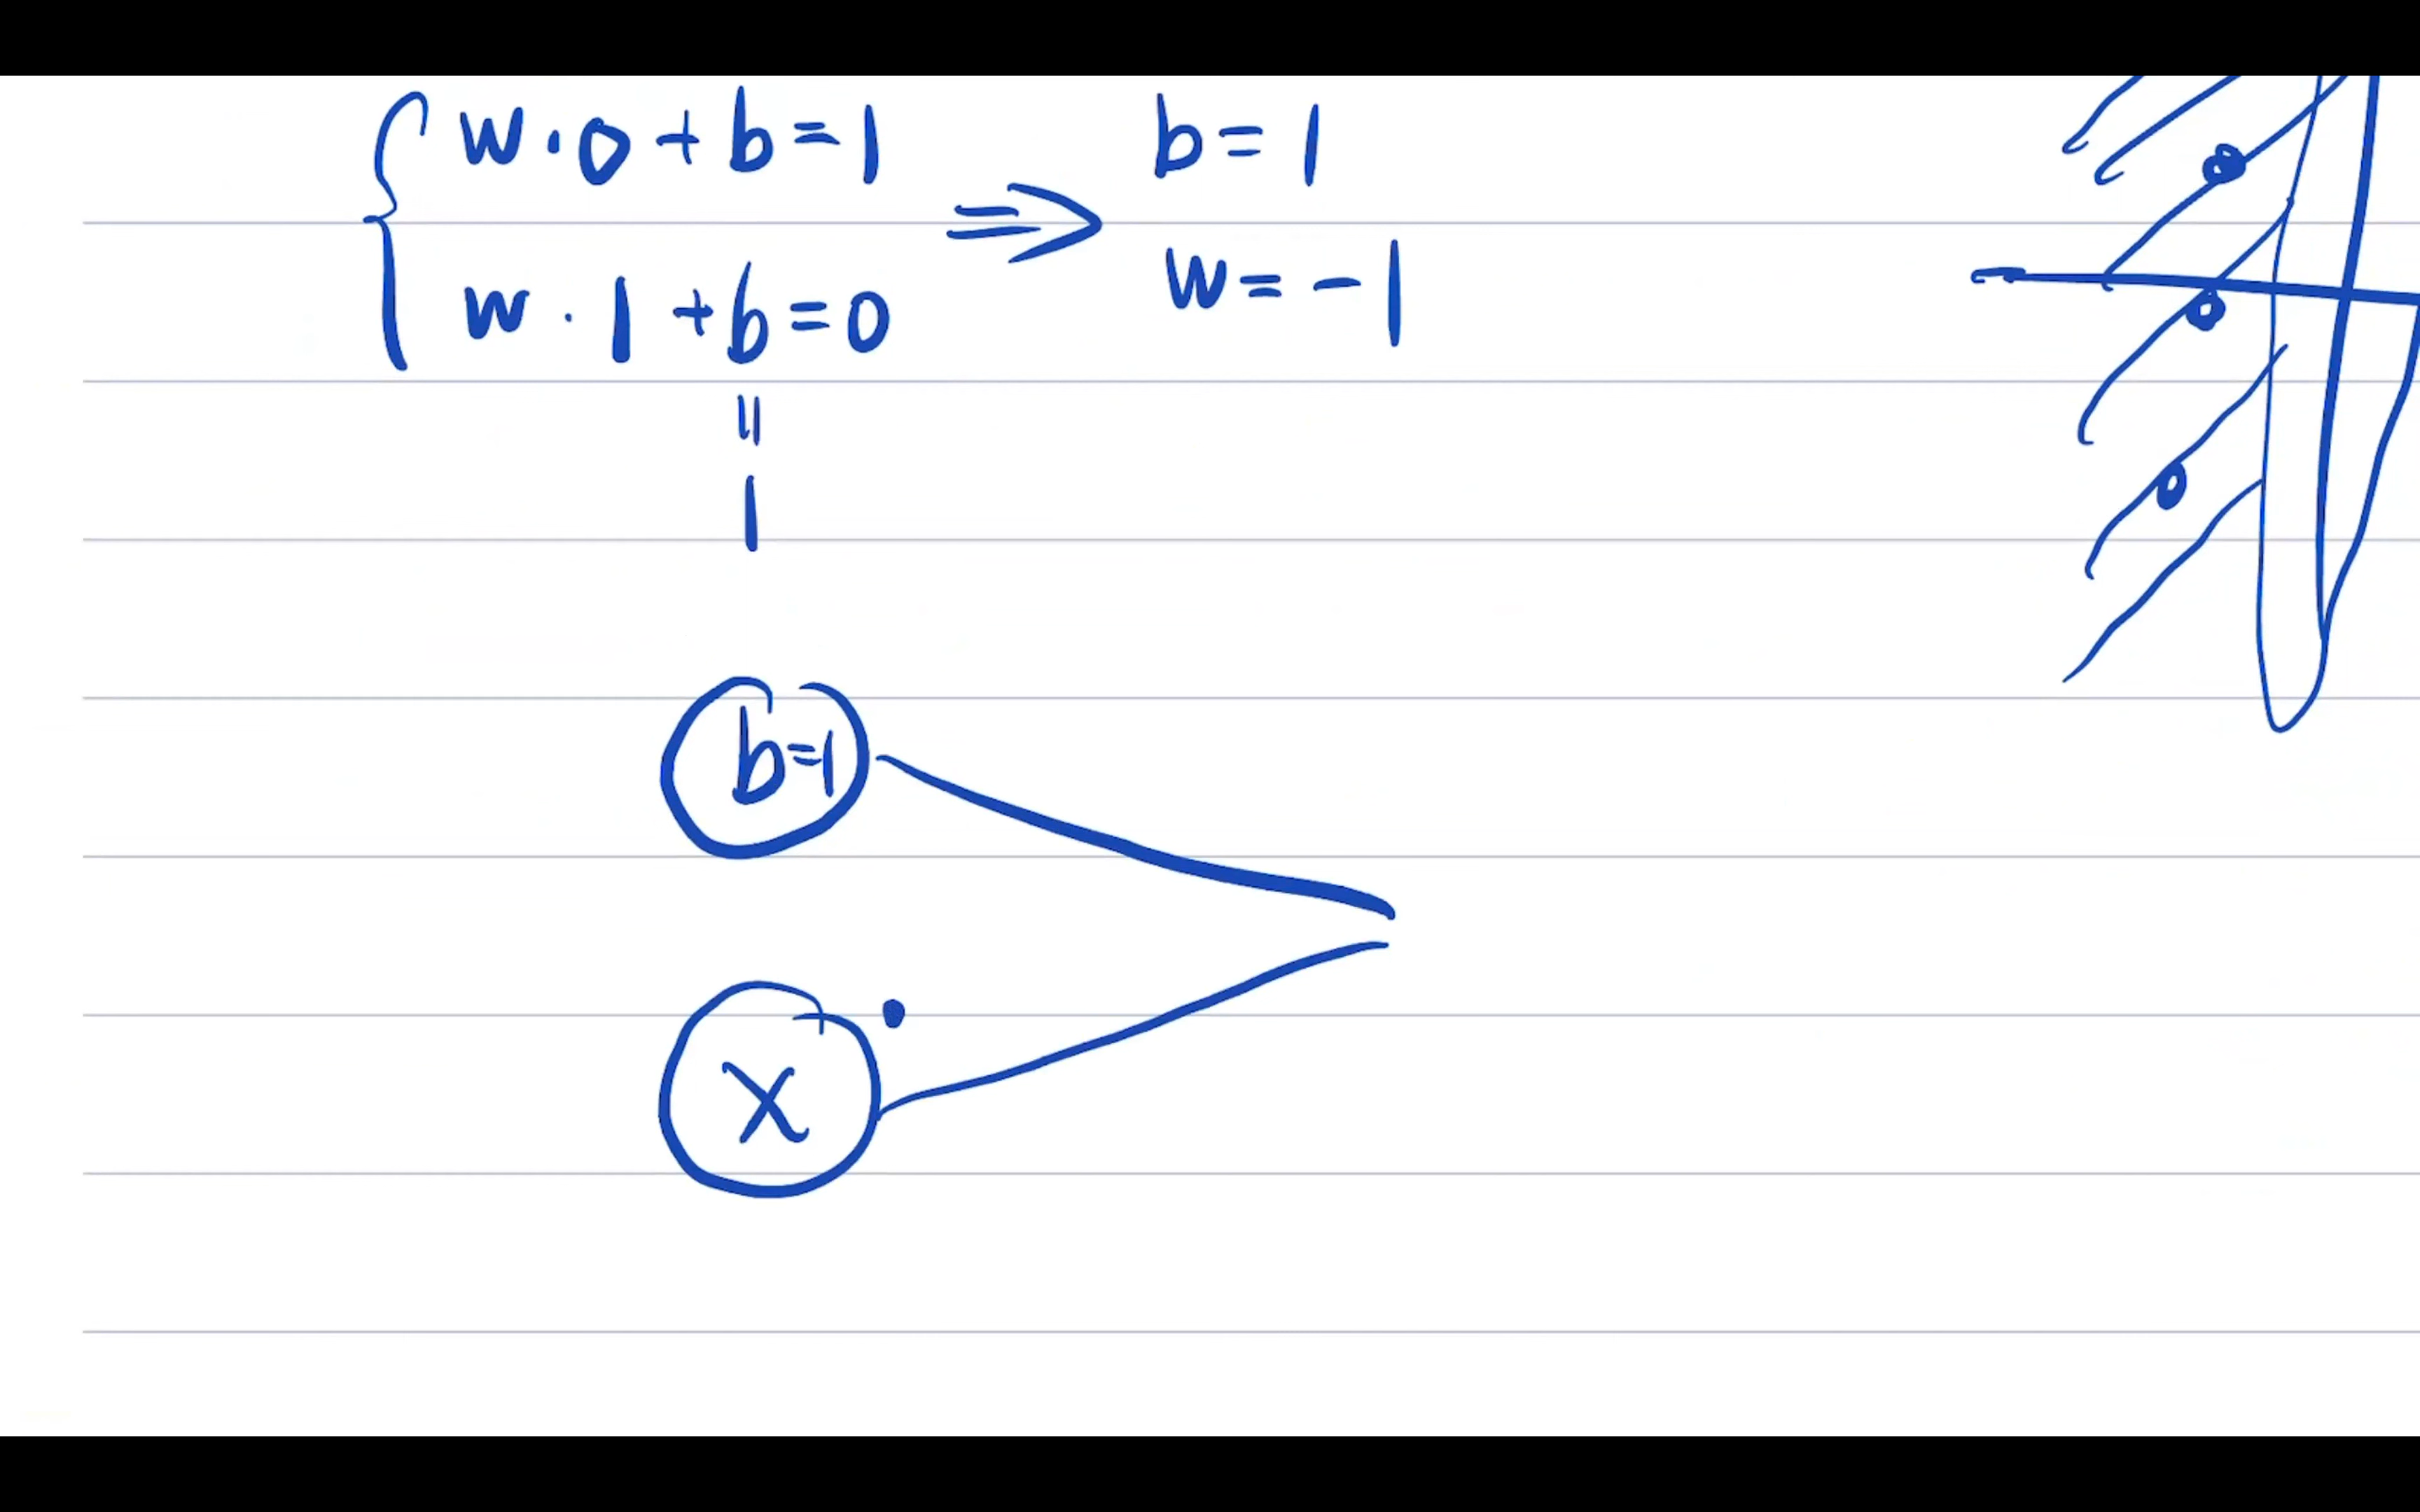 w·0+b=1 ⇒ b=1
w·1+b=0 w=-1
=
1
b=1
x